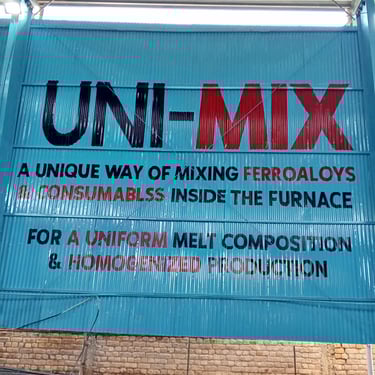 UNI-MIX
A UNIQUE WAY OF MIXING FERROALOYS
& CONSUMABLSS INSIDE THE FURNACE
FOR A UNIFORM MELT COMPOSITION
& HOMOGENIZED PRODUCTION